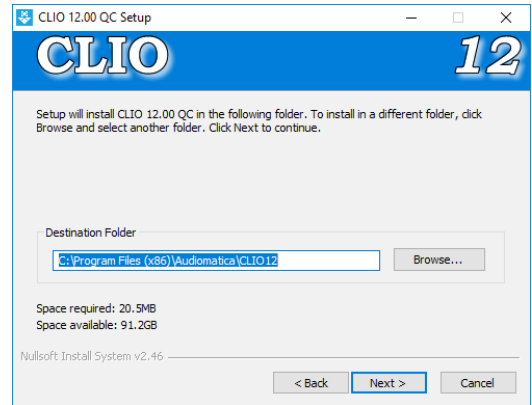 CLIO 12.00 QC Setup
CLIO 12
Setup will install CLIO 12.00 QC in the following folder. To install in a different folder, click
Browse and select another folder. Click Next to continue.
Destination Folder
C:\Program Files (x86)\Audiomatica\CLIO12
Browse...
Space required: 20.5MB
Space available: 91.2GB
Nullsoft Install System v2.46
< Back Next > Cancel